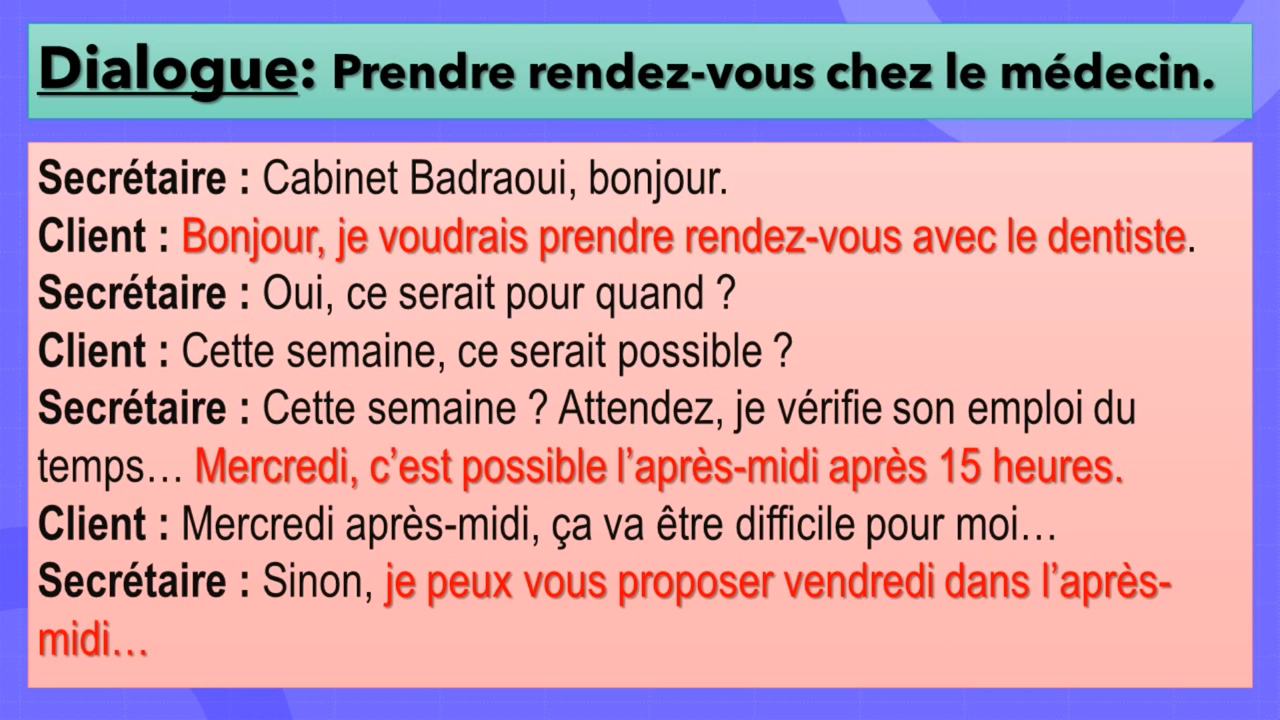 Dialogue: Prendre rendez-vous chez le médecin.
Secrétaire : Cabinet Badraoui, bonjour.
Client : Bonjour, je voudrais prendre rendez-vous avec le dentiste.
Secrétaire : Oui, ce serait pour quand ?
Client : Cette semaine, ce serait possible ?
Secrétaire : Cette semaine ? Attendez, je vérifie son emploi du
temps… Mercredi, c’est possible l’après-midi après 15 heures.
Client : Mercredi après-midi, ça va être difficile pour moi…
Secrétaire : Sinon, je peux vous proposer vendredi dans l’après-
midi…